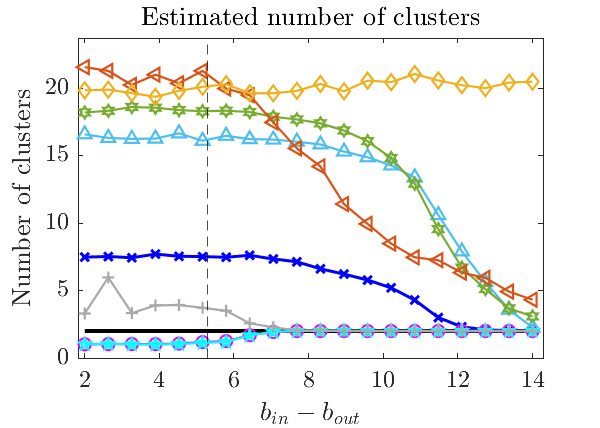 Estimated number of clusters
Number of clusters
20
15
10
5
0
2 4 6 8 10 12 14
b_{in} − b_{out}